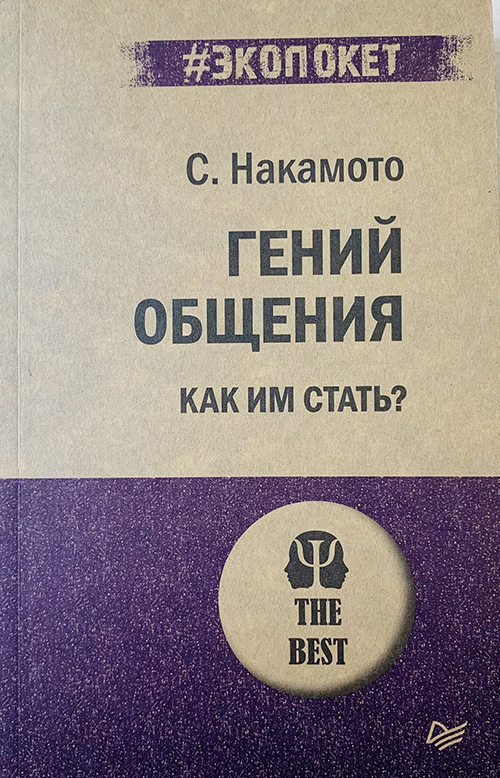 #ЭКОПОКЕТ
С. Накамото
ГЕНИЙ
ОБЩЕНИЯ
КАК ИМ СТАТЬ?
Ψ
THE
BEST